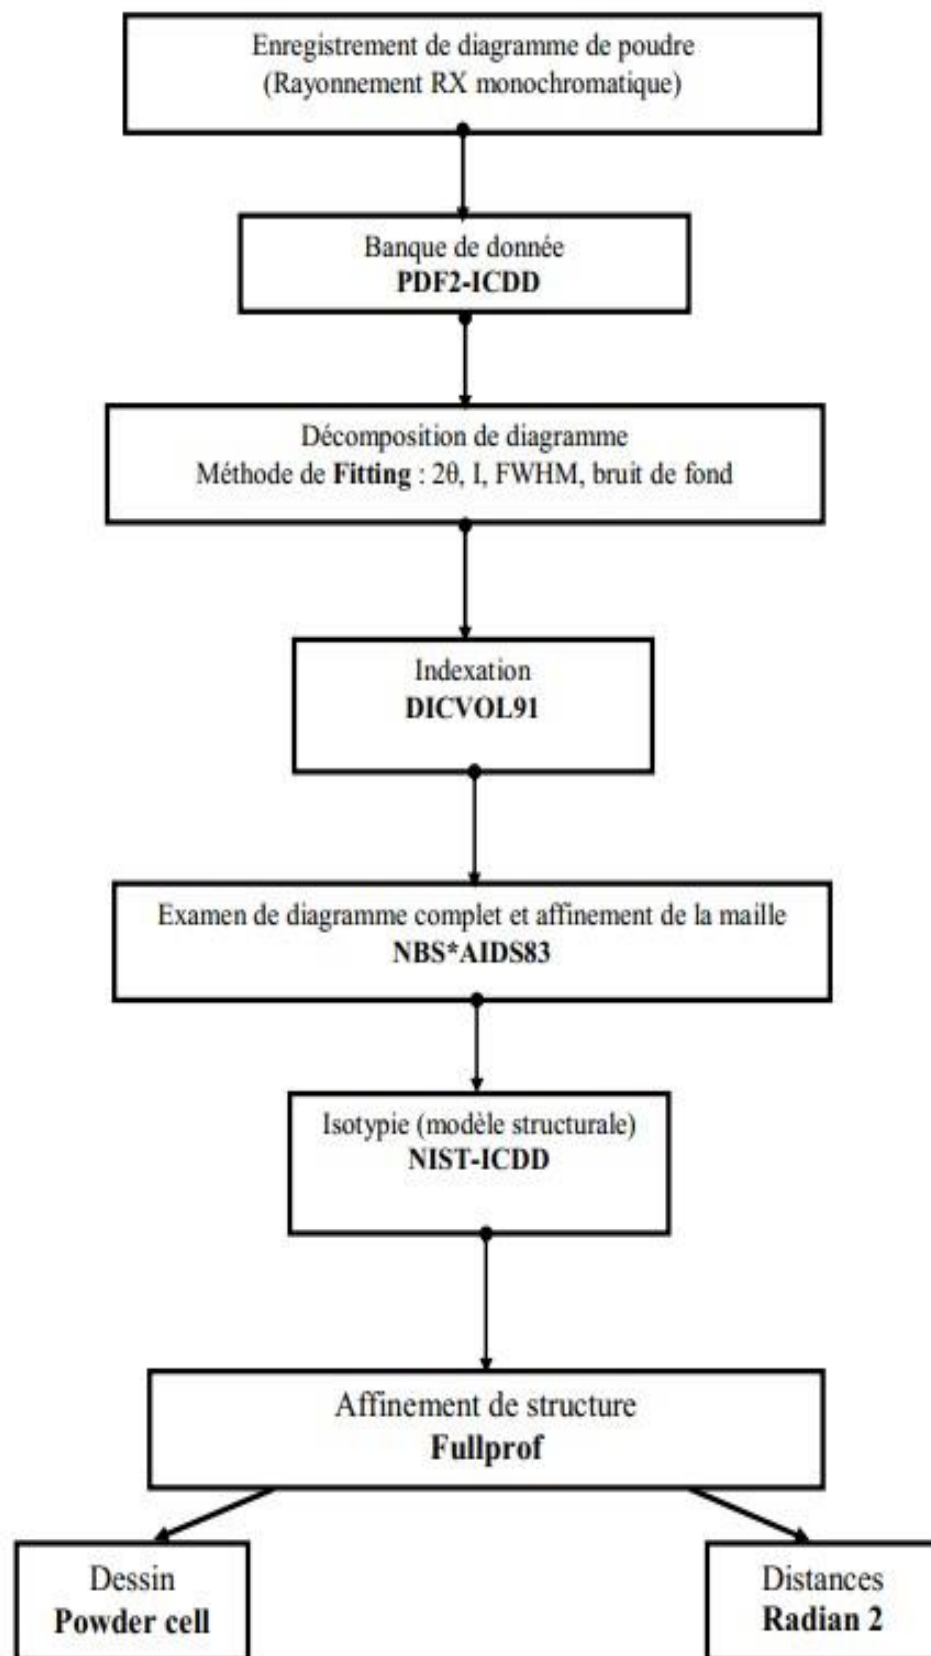 Enregistrement de diagramme de poudre
(Rayonnement RX monochromatique)
Banque de donnée
PDF2-ICDD
Décomposition de diagramme
Méthode de Fitting : 2θ, I, FWHM, bruit de fond
Indexation
DICVOL91
Examen de diagramme complet et affinement de la maille
NBS*AIDS83
Isotypie (modèle structurale)
NIST-ICDD
Affinement de structure
Fullprof
Dessin
Powder cell
Distances
Radian 2